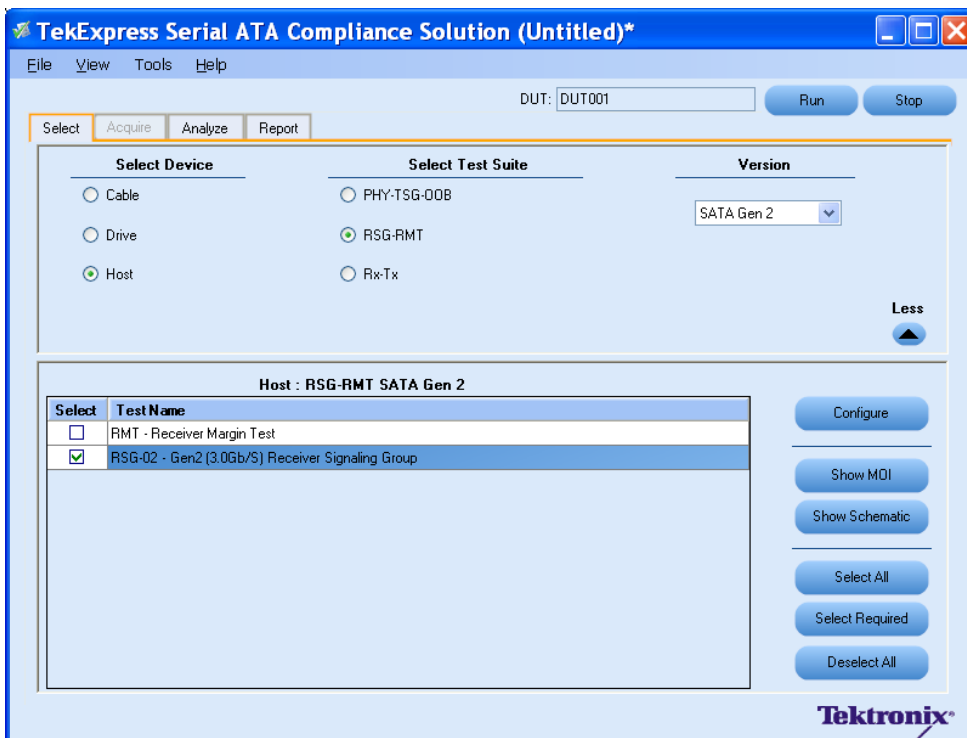 TekExpress Serial ATA Compliance Solution (Untitled)*
File View Tools Help
DUT: DUT001 Run Stop
Select Acquire Analyze Report
Select Device Select Test Suite Version
Cable PHY-TSG-OOB
SATA Gen 2
Drive RSG-RMT
Host Rx-Tx
Less
Host : RSG-RMT SATA Gen 2
Select Test Name
RMT - Receiver Margin Test
RSG-02 - Gen2 (3.0Gb/S) Receiver Signaling Group
Configure
Show MOI
Show Schematic
Select All
Select Required
Deselect All
Tektronix